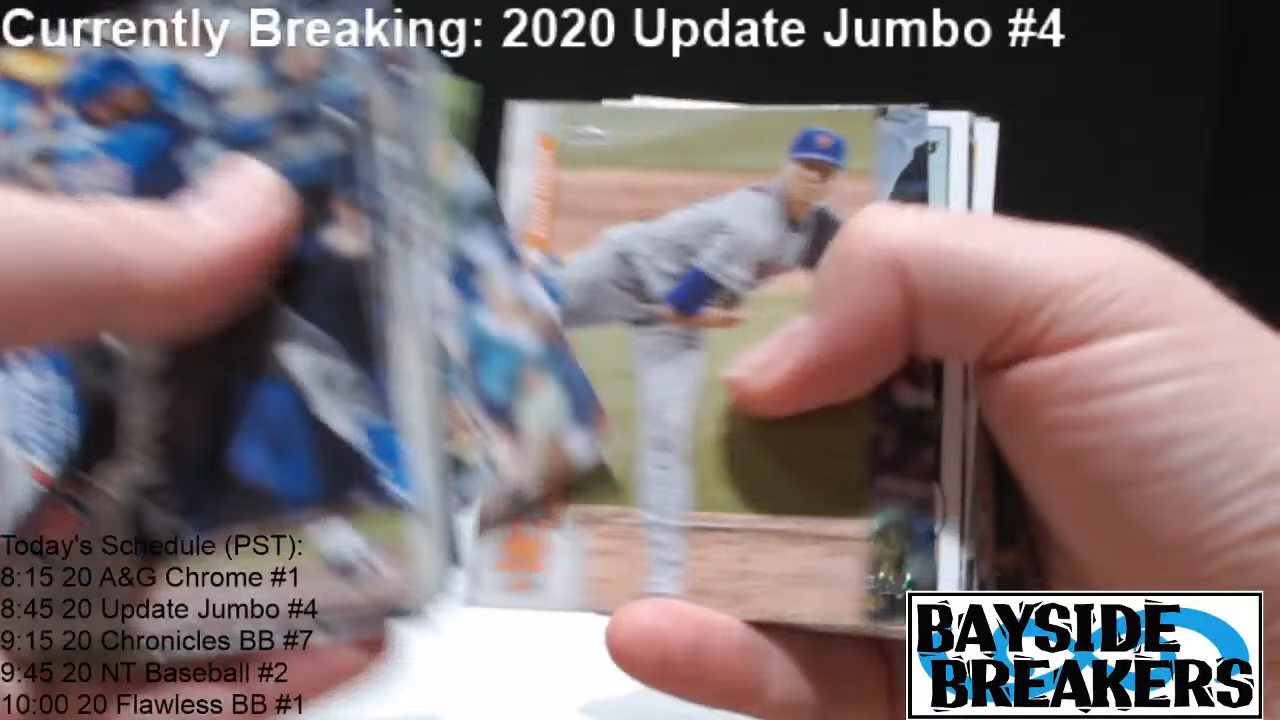 Currently Breaking: 2020 Update Jumbo #4
Today's Schedule (PST):
8:15 20 A&G Chrome #1
8:45 20 Update Jumbo #4
9:15 20 Chronicles BB #7
9:45 20 NT Baseball #2
10:00 20 Flawless BB #1
BAYSIDE
BREAKERS